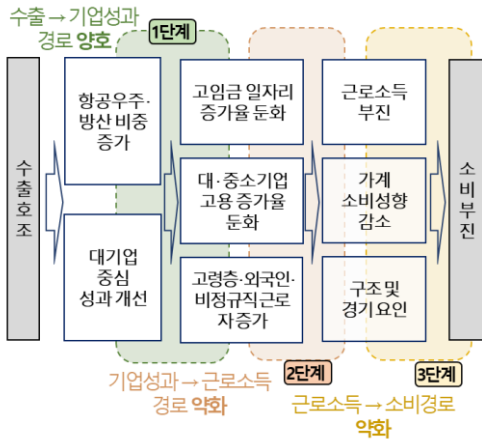 수출 → 기업성과
경로 양호
1단계
수출호조
항공우주·
방산 비중
증가
대기업
중심
성과 개선
고임금 일자리
증가율 둔화
대·중소기업
고용 증가율
둔화
고령층·외국인·
비정규직근로
자 증가
근로소득
부진
가계
소비성향
감소
구조 및
경기 요인
소비부진
기업성과 → 근로소득
경로 약화
2단계
근로소득 → 소비경로
약화
3단계